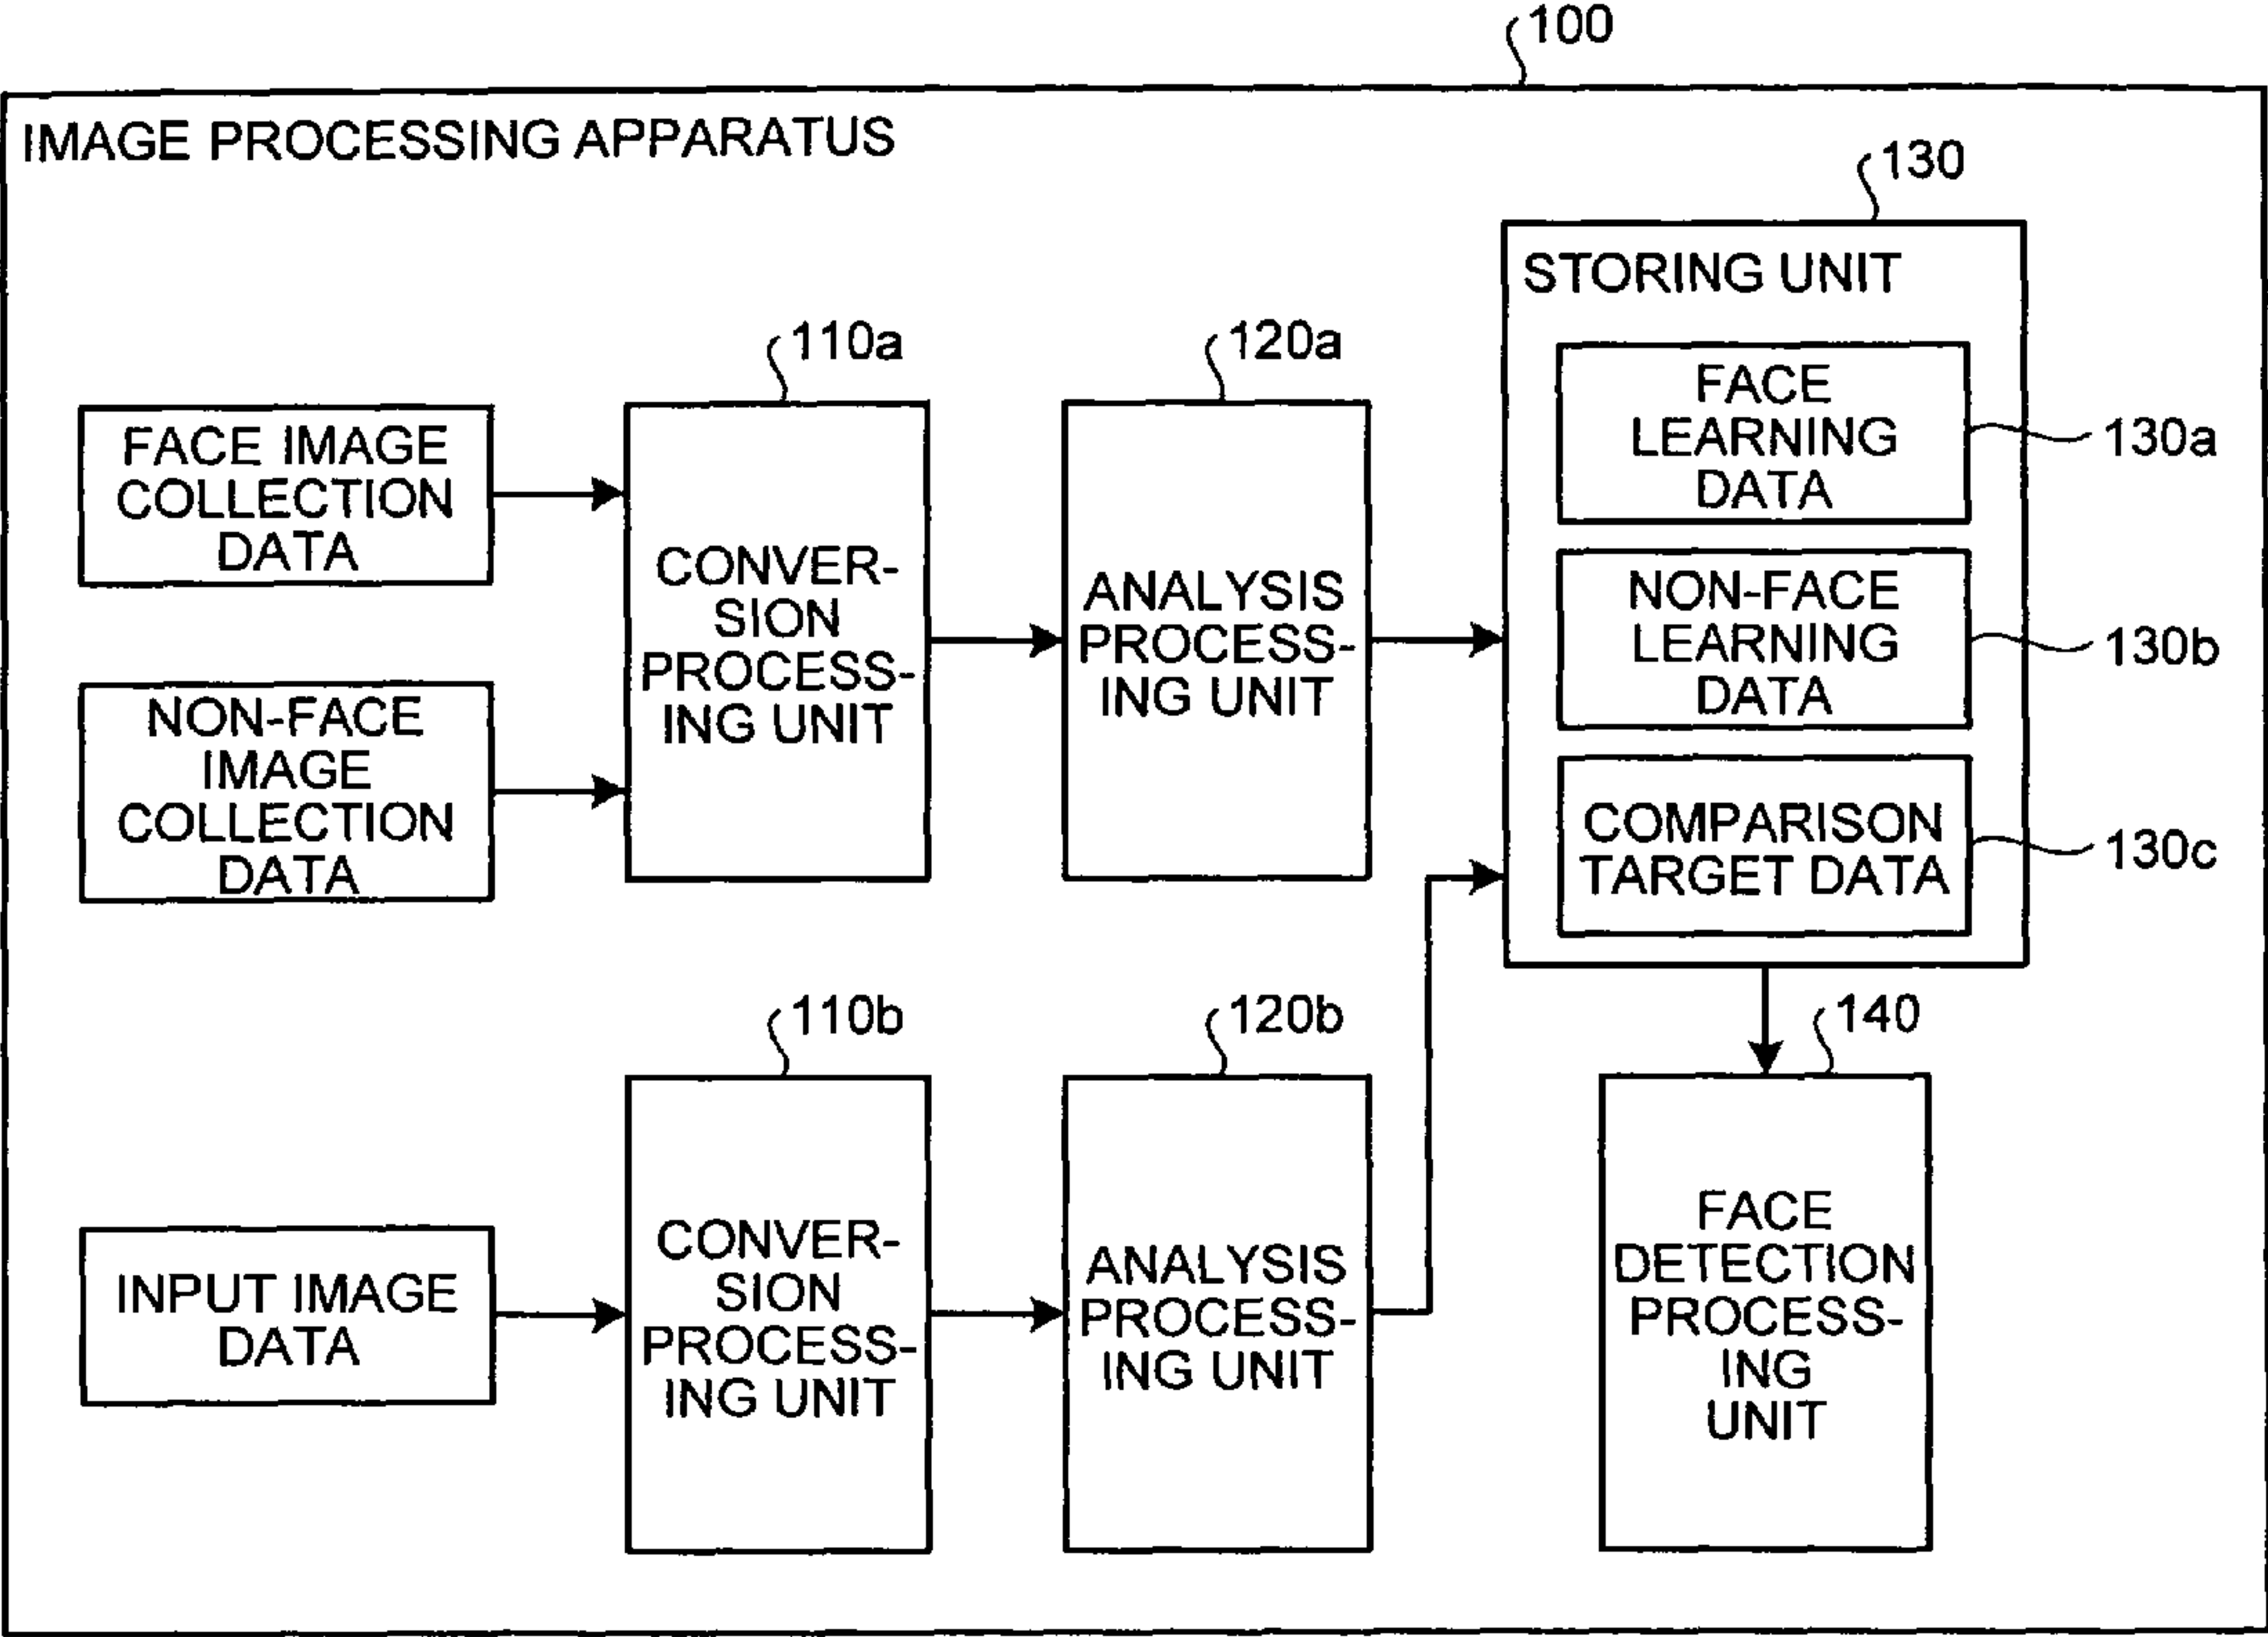 100
IMAGE PROCESSING APPARATUS
130
STORING UNIT
110a
120a
FACE
LEARNING
DATA
130a
FACE IMAGE
COLLECTION
DATA
CONVER-
SION
PROCESS-
ING UNIT
ANALYSIS
PROCESS-
ING UNIT
NON-FACE
LEARNING
DATA
130b
NON-FACE
IMAGE
COLLECTION
DATA
COMPARISON
TARGET DATA
130c
110b
120b
140
INPUT IMAGE
DATA
CONVER-
SION
PROCESS-
ING UNIT
ANALYSIS
PROCESS-
ING UNIT
FACE
DETECTION
PROCESS-
ING
UNIT